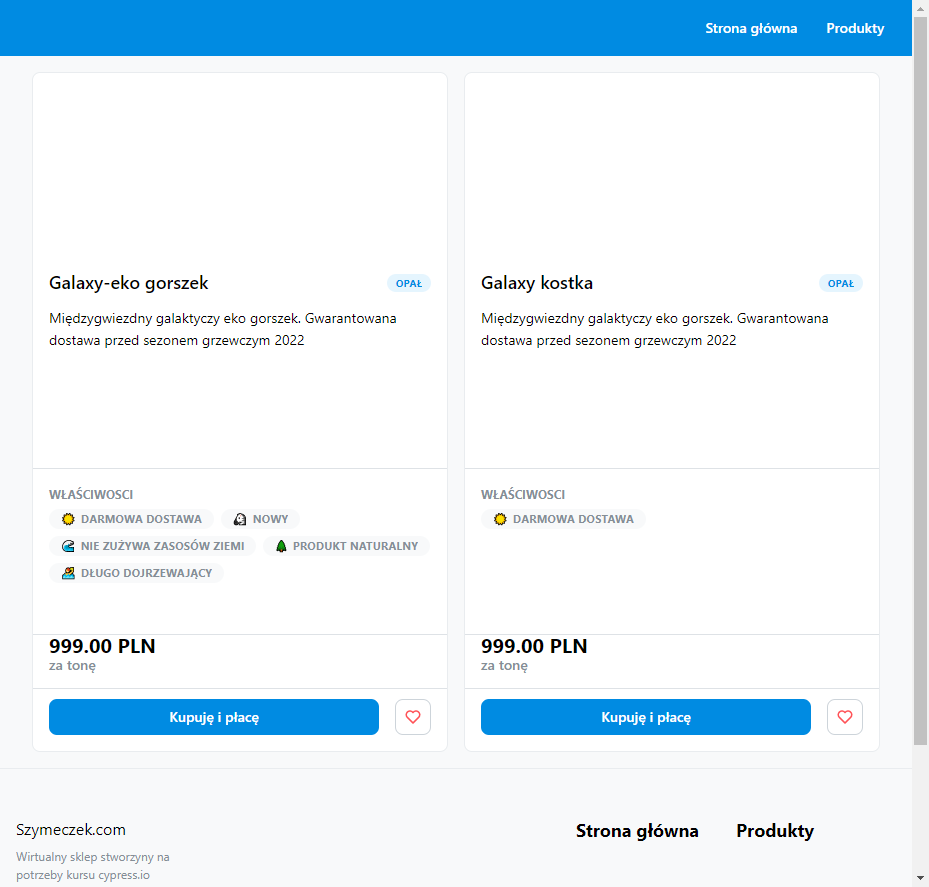 Strona główna Produkty
Galaxy-eko gorszek OPAŁ
Międzygwiezdny galaktyczy eko gorszek. Gwarantowana
dostawa przed sezonem grzewczym 2022
WŁAŚCIWOSCI
DARMOWA DOSTAWA NOWY
NIE ZUŻYWA ZASOSÓW ZIEMI PRODUKT NATURALNY
DŁUGO DOJRZEWAJĄCY
999.00 PLN
za tonę
Kupuję i płacę
Galaxy kostka OPAŁ
Międzygwiezdny galaktyczy eko gorszek. Gwarantowana
dostawa przed sezonem grzewczym 2022
WŁAŚCIWOSCI
DARMOWA DOSTAWA
999.00 PLN
za tonę
Kupuję i płacę
Szymeczek.com
Wirtualny sklep stworzyny na
potrzeby kursu cypress.io
Strona główna Produkty